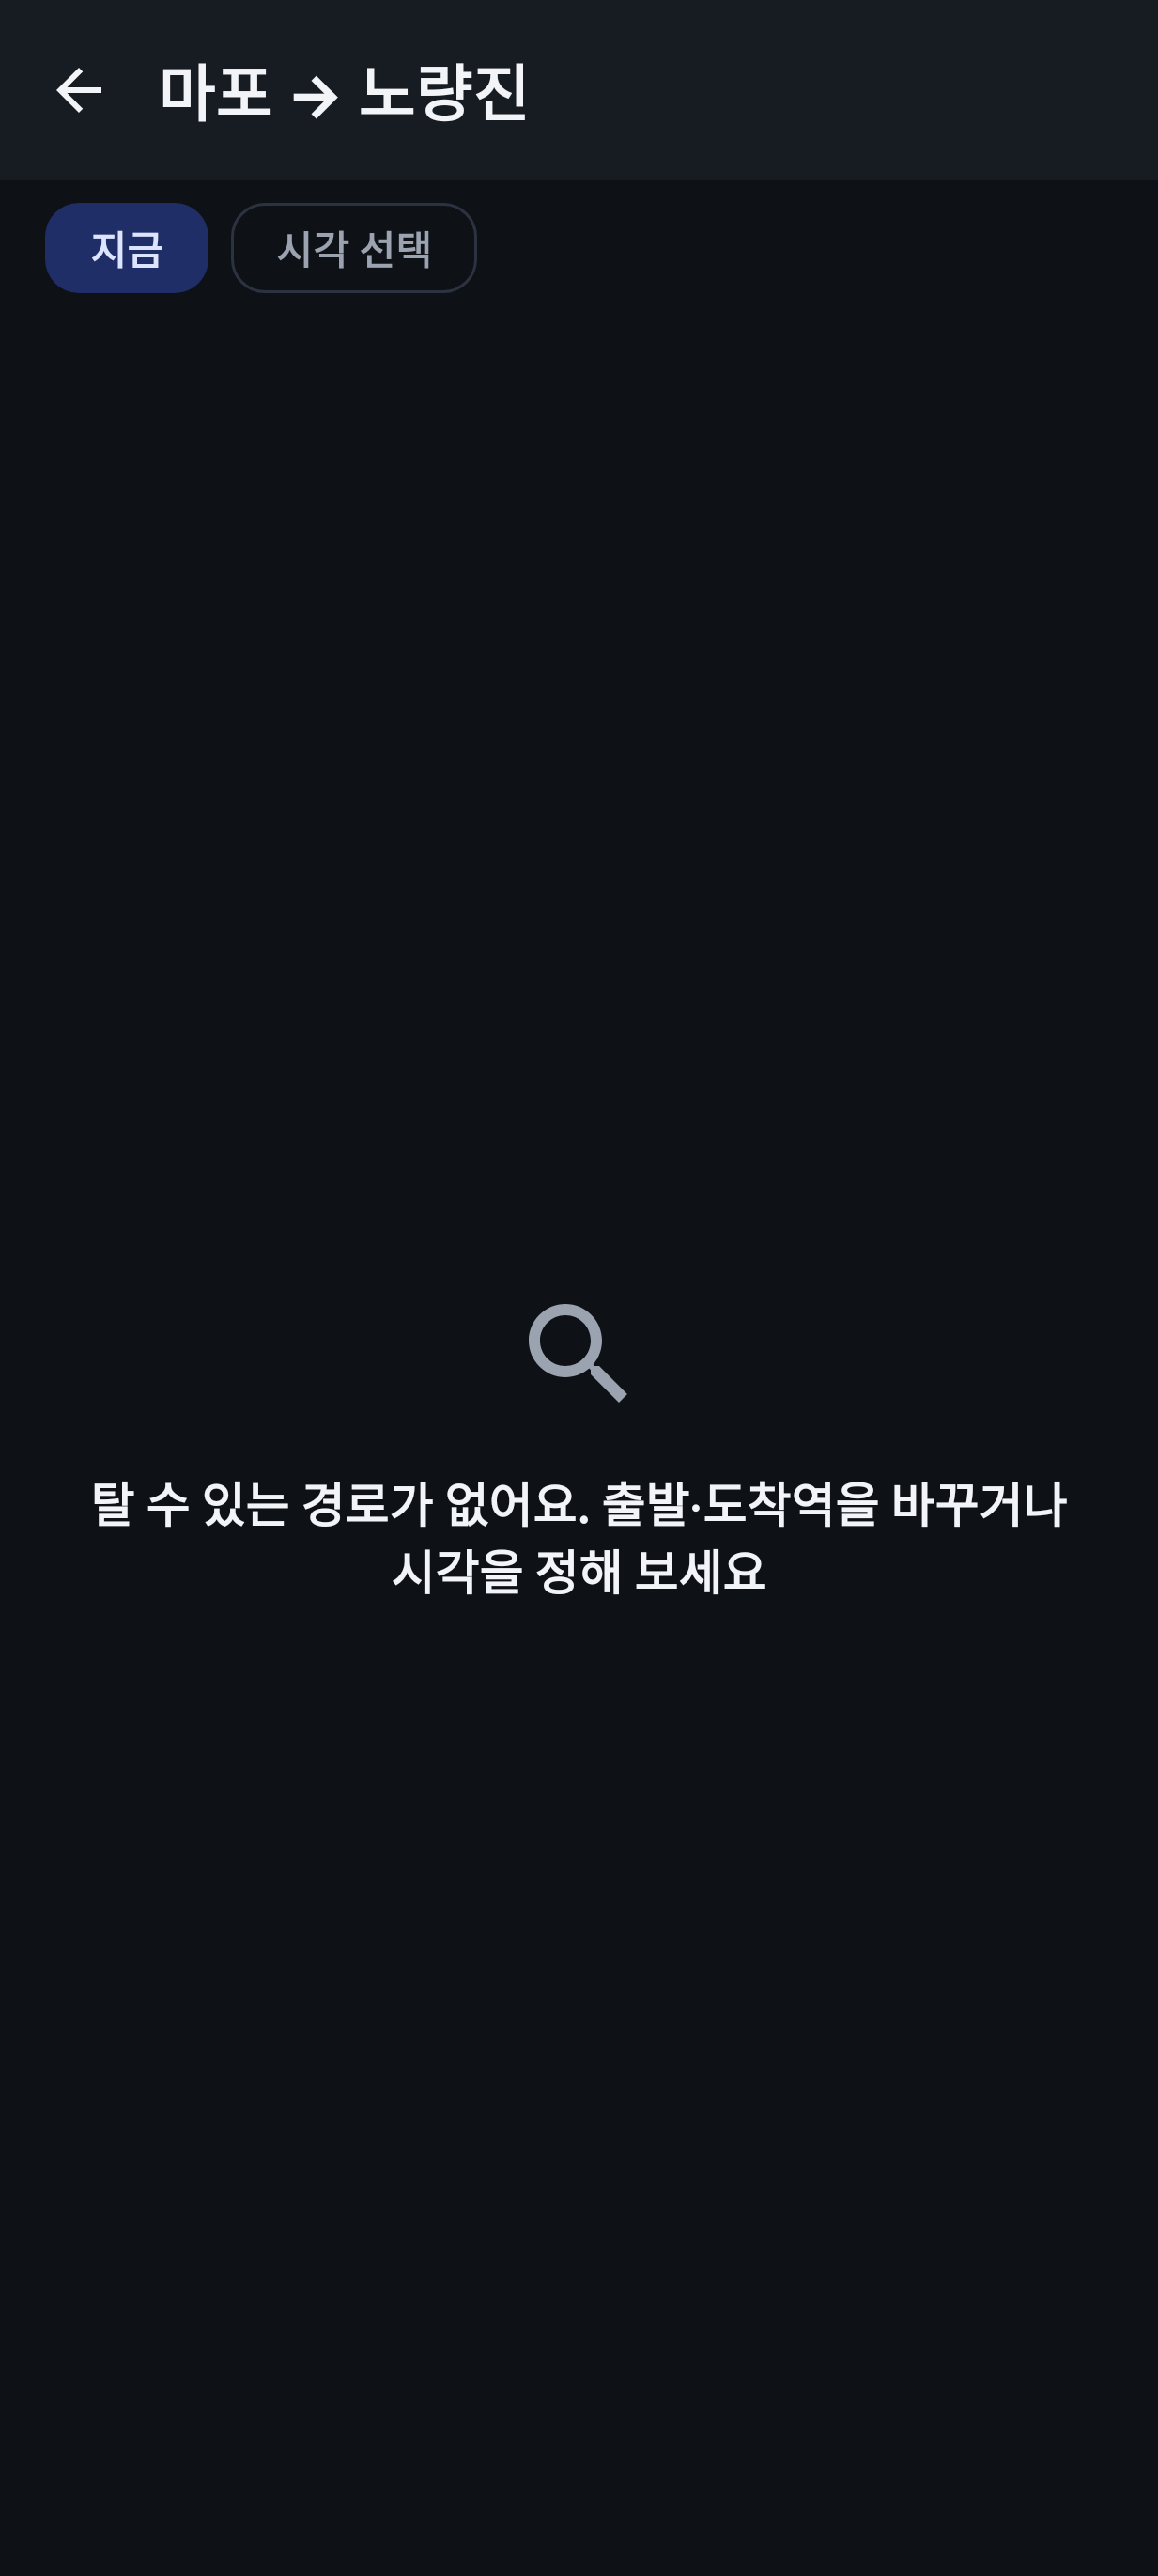 마포 → 노량진
지금
시각 선택
탈 수 있는 경로가 없어요. 출발·도착역을 바꾸거나
시각을 정해 보세요